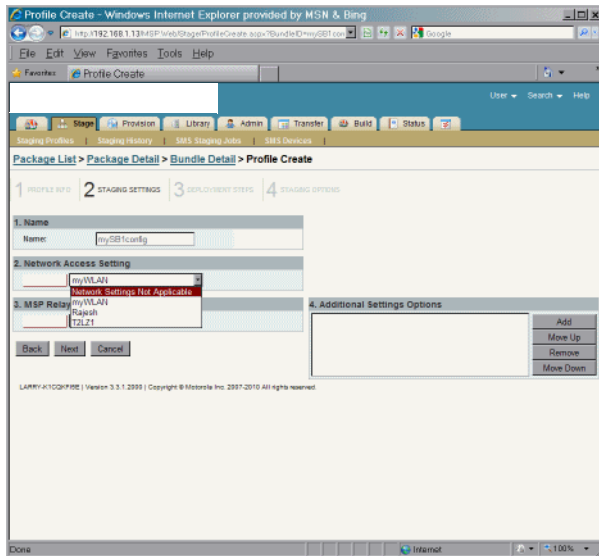 Profile Create - Windows Internet Explorer provided by MSN & Bing
http://192.168.1.13/MSP.Web/Stage/ProfileCreate.aspx?BundleID=mySB1con Google
File Edit View Favorites Tools Help
Favorites Profile Create
User Search Help
Stage Provision Library Admin Transfer Build Status
Staging Profiles | Staging History | SMS Staging Jobs | SMS Devices |
Package List > Package Detail > Bundle Detail > Profile Create
1 PROFILE INFO 2 STAGING SETTINGS 3 DEPLOYMENT STEPS 4 STAGING OPTIONS
1. Name
Name: mySB1config
2. Network Access Setting
myWLAN
Network Settings Not Applicable
myWLAN
Rajesh
T2LZ1
3. MSP Relay
4. Additional Settings Options
Add
Move Up
Remove
Move Down
Back Next Cancel
Version 3.3.1.2000 | Copyright © Motorola Inc. 2007-2010 All rights reserved.
Done Internet 100%